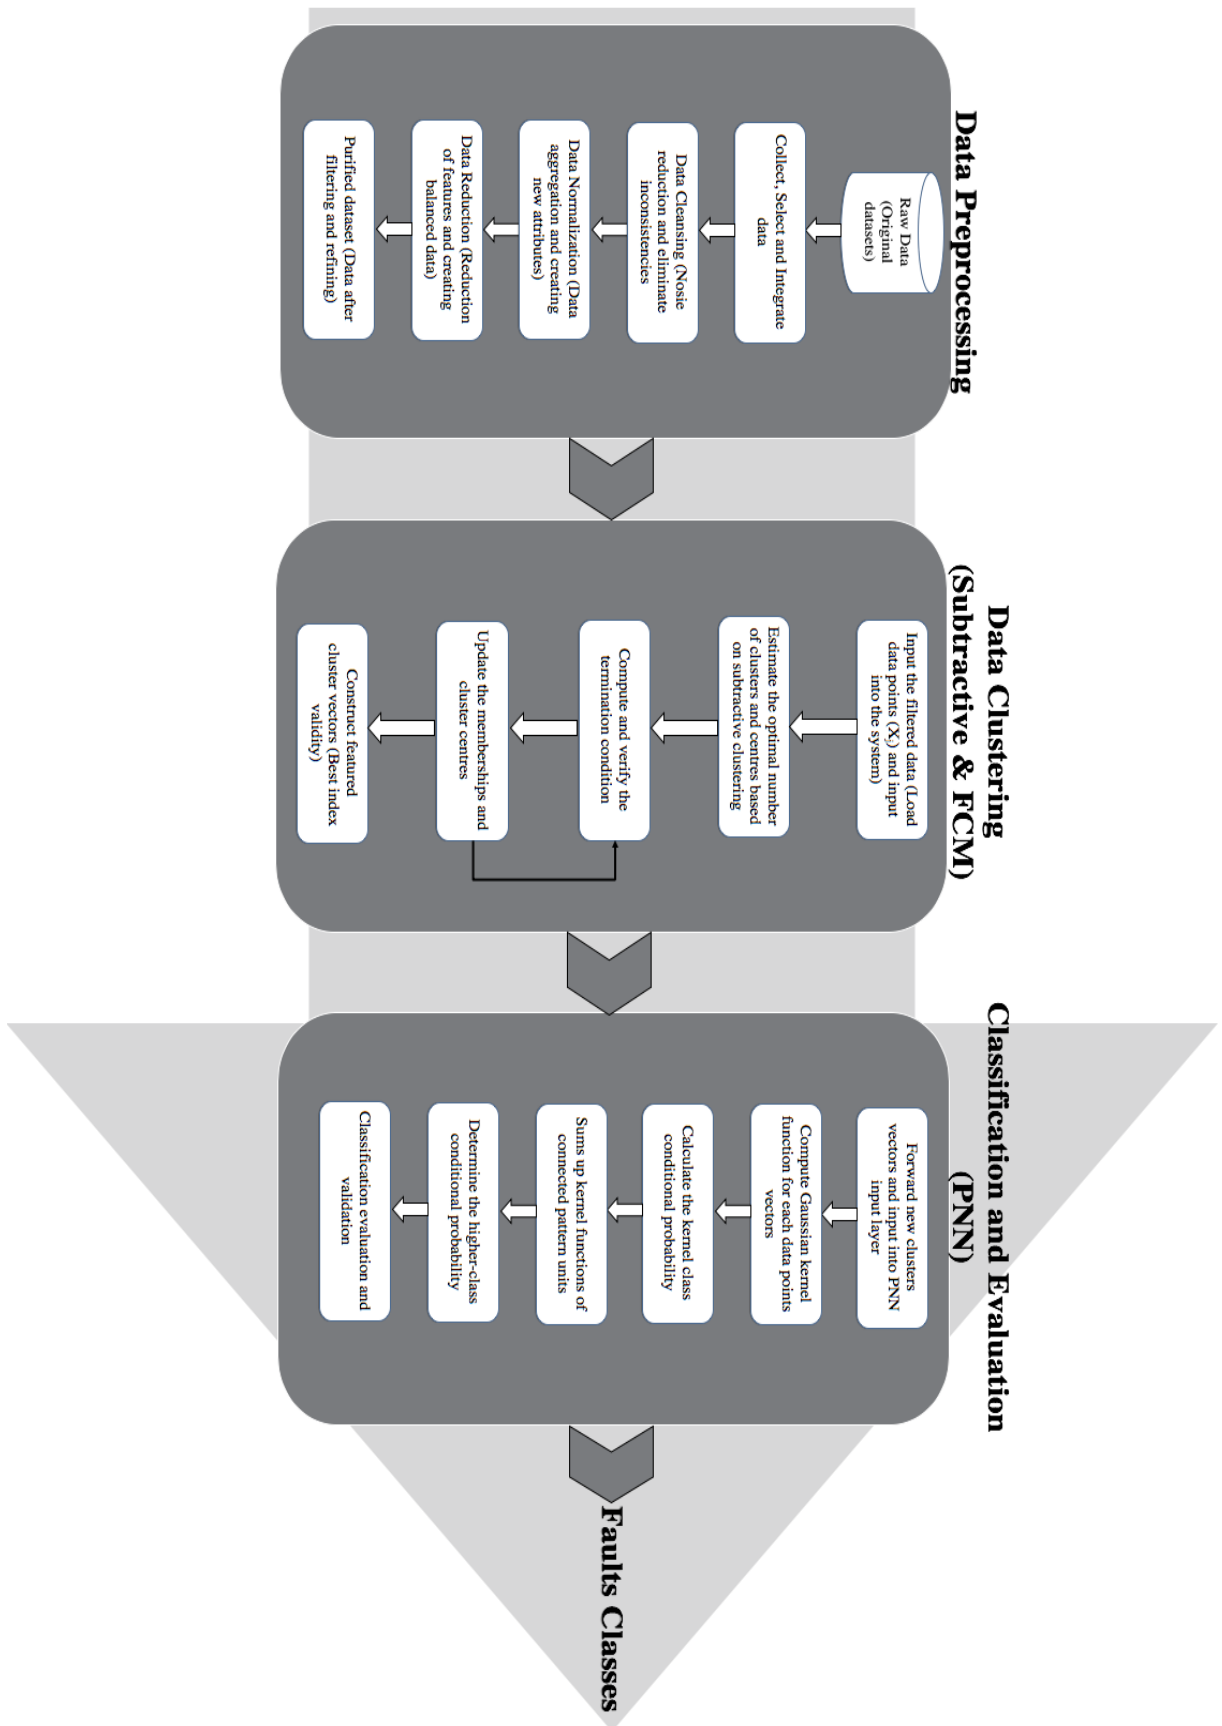 Data Preprocessing
Raw Data
(Original
datasets)
Collect, Select and Integrate
data
Data Cleansing (Nosie
reduction and eliminate
inconsistencies
Data Normalization (Data
aggregation and creating
new attributes)
Data Reduction (Reduction
of features and creating
balanced data)
Purified dataset (Data after
filtering and refining)
Data Clustering
(Subtractive & FCM)
Input the filtered data (Load
data points (Xᵢ) and input
into the system)
Estimate the optimal number
of clusters and centres based
on subtractive clustering
Compute and verify the
termination condition
Update the memberships and
cluster centres
Construct featured
cluster vectors (Best index
validity)
Classification and Evaluation
(PNN)
Forward new clusters
vectors and input into PNN
input layer
Compute Gaussian kernel
function for each data points
vectors
Calculate the kernel class
conditional probability
Sums up kernel functions of
connected pattern units
Determine the higher-class
conditional probability
Classification evaluation and
validation
Faults Classes